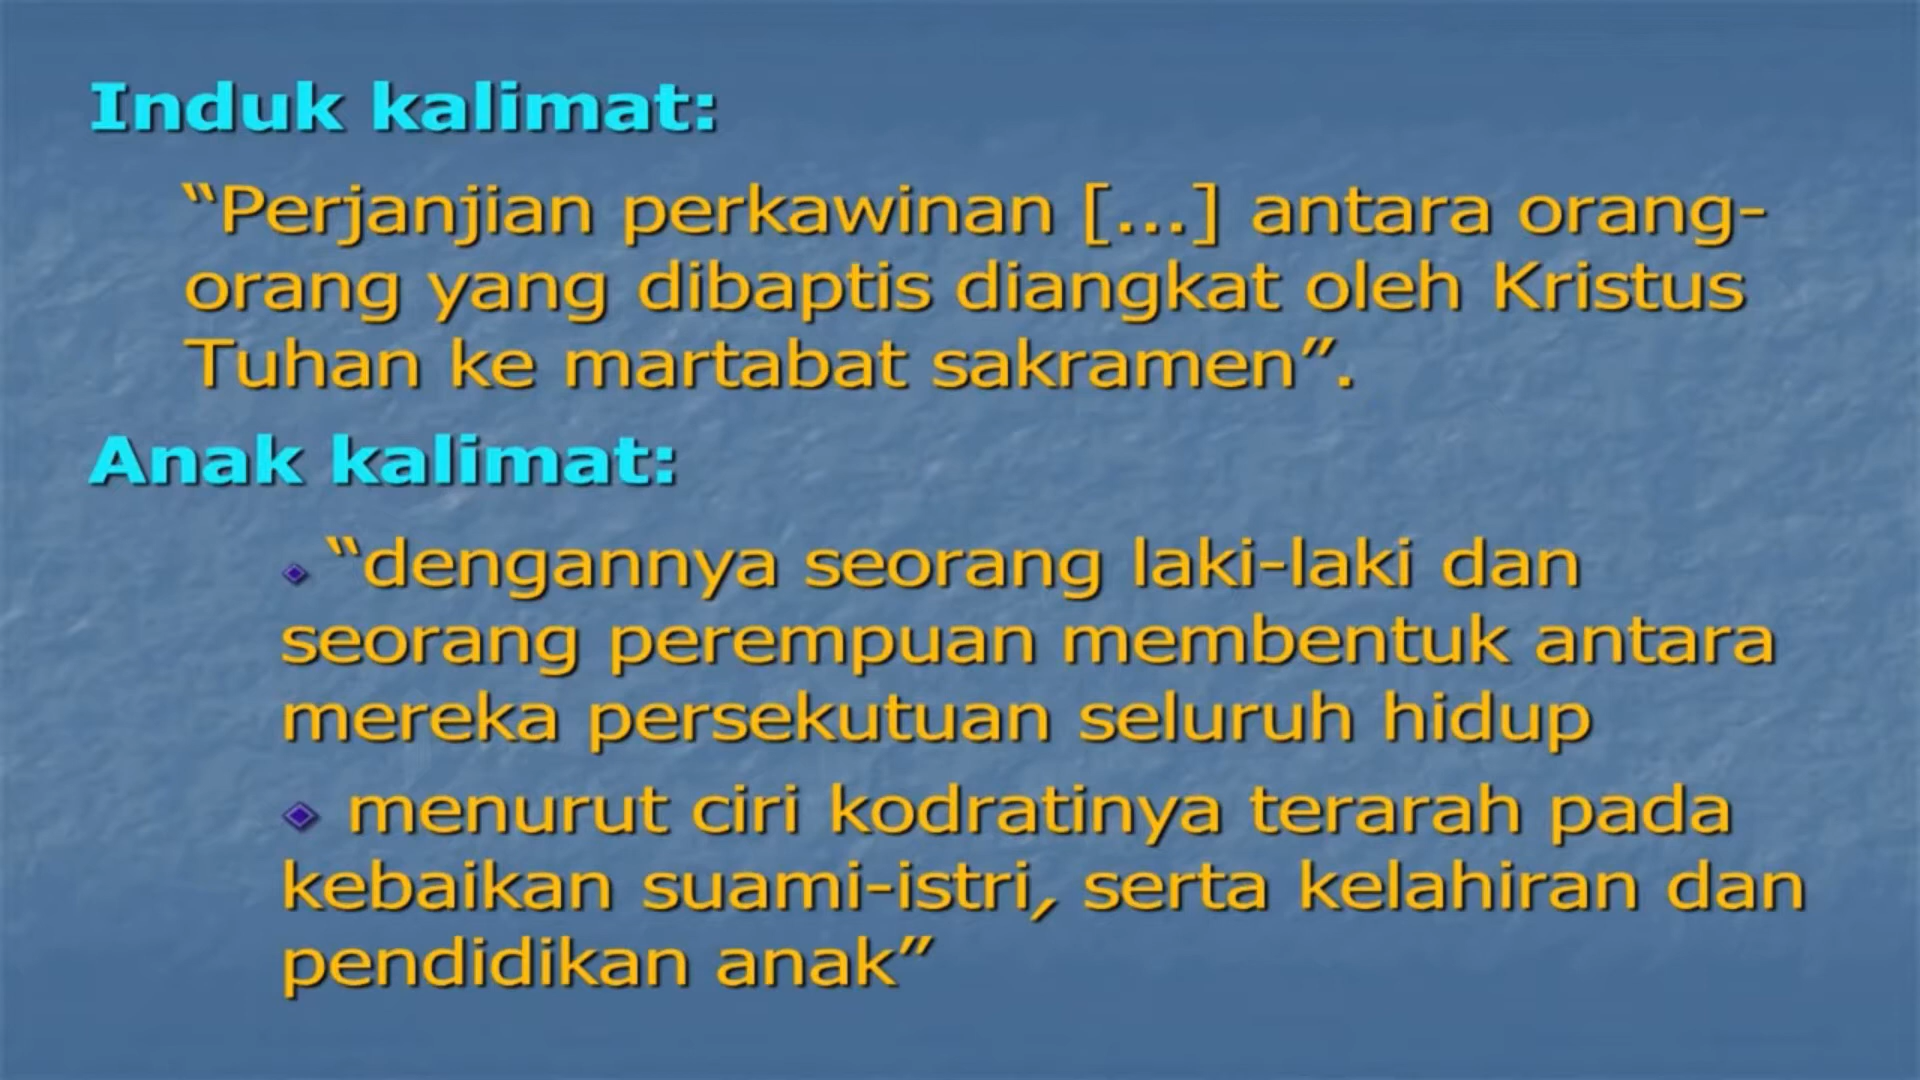 Induk kalimat:
“Perjanjian perkawinan [...] antara orang-
orang yang dibaptis diangkat oleh Kristus
Tuhan ke martabat sakramen”.
Anak kalimat:
“dengannya seorang laki-laki dan
seorang perempuan membentuk antara
mereka persekutuan seluruh hidup
menurut ciri kodratinya terarah pada
kebaikan suami-istri, serta kelahiran dan
pendidikan anak”